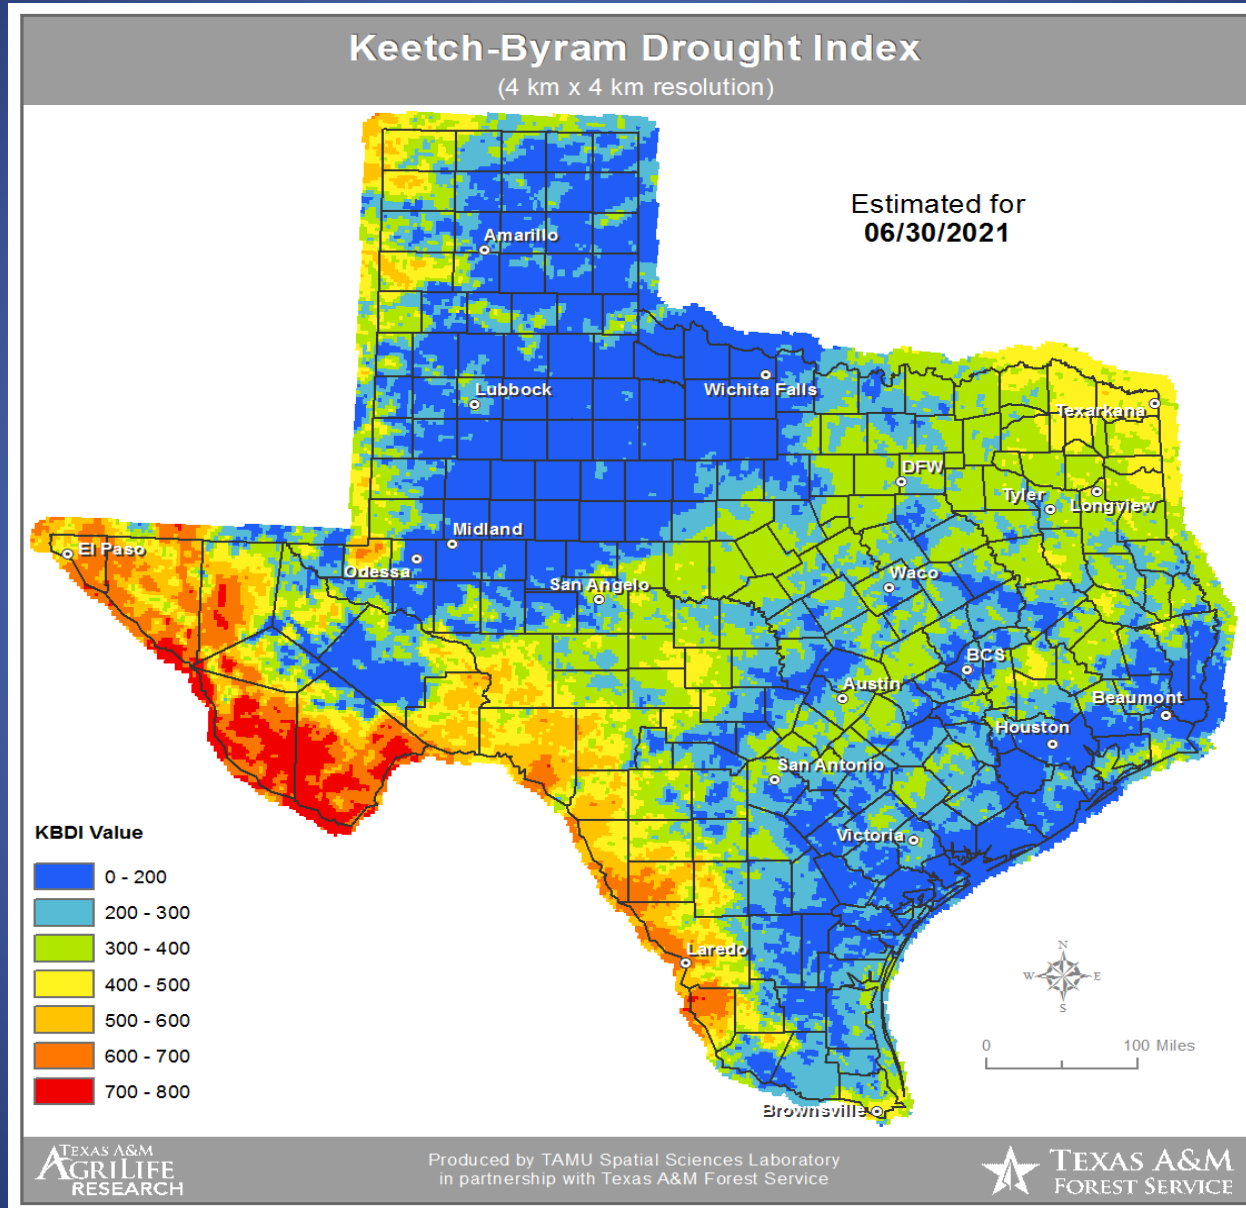 Keetch-Byram Drought Index
(4 km x 4 km resolution)
Estimated for
06/30/2021
Amarillo
Lubbock
Wichita Falls
Texarkana
DFW
Tyler
Longview
Midland
El Paso
Odessa
San Angelo
Waco
BCS
Austin
Beaumont
Houston
San Antonio
Victoria
Laredo
Brownsville
KBDI Value
0 - 200
200 - 300
300 - 400
400 - 500
500 - 600
600 - 700
700 - 800
N
W
E
S
0
100 Miles
TEXAS A&M
AGRILIFE
RESEARCH
Produced by TAMU Spatial Sciences Laboratory
in partnership with Texas A&M Forest Service
TEXAS A&M
FOREST SERVICE